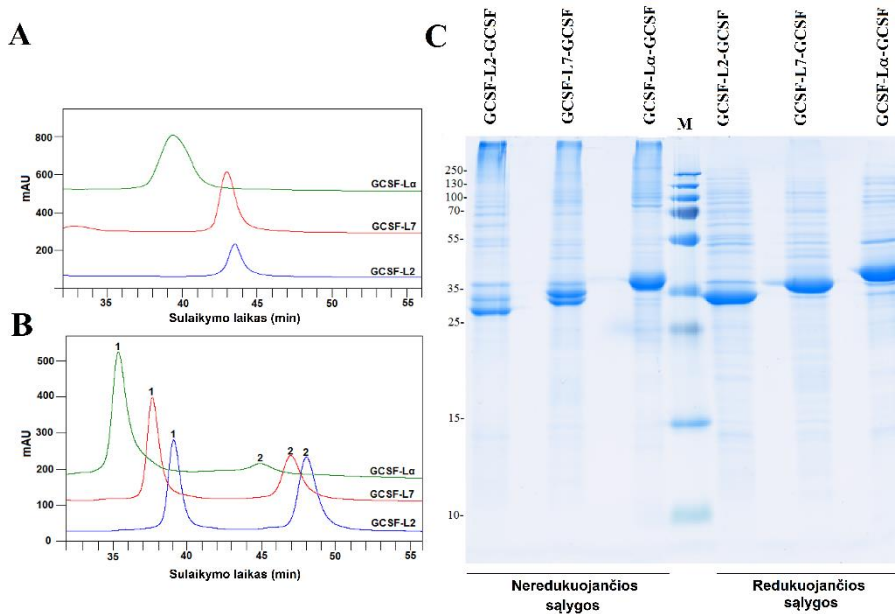 A
800
600
400
200
mAU
GCSF-Lα
GCSF-L7
GCSF-L2
35
40
45
50
55
Sulaikymo laikas (min)
B
500
400
300
200
100
0
mAU
1
1
1
2
2
2
GCSF-Lα
GCSF-L7
GCSF-L2
35
40
45
50
55
Sulaikymo laikas (min)
C
GCSF-L2-GCSF
GCSF-L7-GCSF
GCSF-Lα-GCSF
M
GCSF-L2-GCSF
GCSF-L7-GCSF
GCSF-Lα-GCSF
250-
130-
100-
70-
55-
35-
25-
15-
10-
Neredukuojančios
sąlygos
Redukuojančios
sąlygos